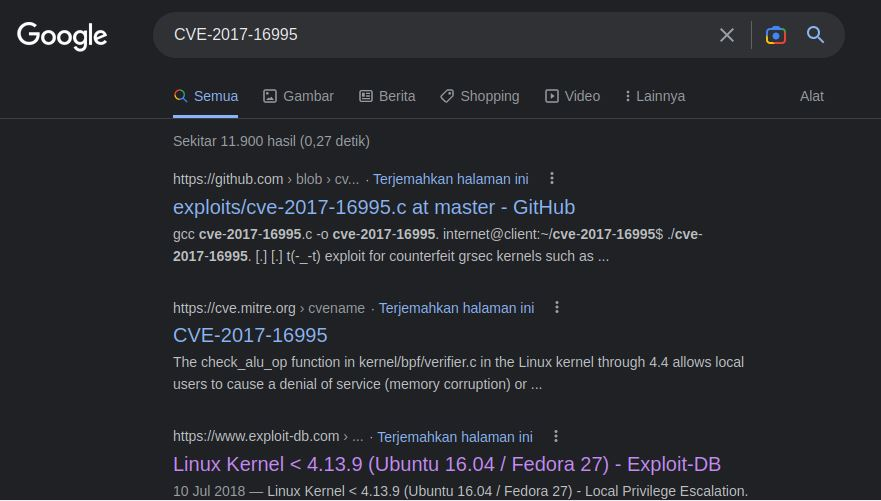 Google
CVE-2017-16995
Semua Gambar Berita Shopping Video Lainnya Alat
Sekitar 11.900 hasil (0,27 detik)
https://github.com › blob › cv... · Terjemahkan halaman ini
exploits/cve-2017-16995.c at master - GitHub
gcc cve-2017-16995.c -o cve-2017-16995. internet@client:~/cve-2017-16995$ ./cve-
2017-16995. [.] [.] t(-_-t) exploit for counterfeit grsec kernels such as ...
https://cve.mitre.org › cvename · Terjemahkan halaman ini
CVE-2017-16995
The check_alu_op function in kernel/bpf/verifier.c in the Linux kernel through 4.4 allows local
users to cause a denial of service (memory corruption) or ...
https://www.exploit-db.com › ... · Terjemahkan halaman ini
Linux Kernel < 4.13.9 (Ubuntu 16.04 / Fedora 27) - Exploit-DB
10 Jul 2018 — Linux Kernel < 4.13.9 (Ubuntu 16.04 / Fedora 27) - Local Privilege Escalation.